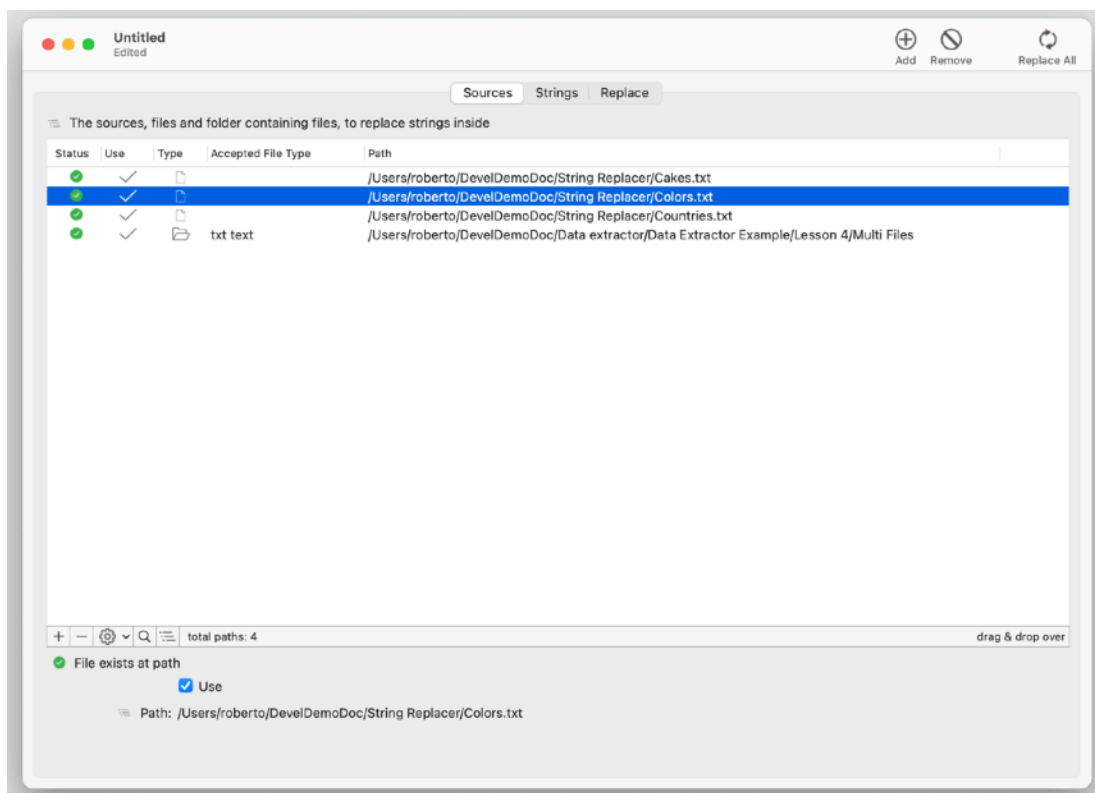 Untitled
Edited
Add Remove Replace All
Sources Strings Replace
The sources, files and folder containing files, to replace strings inside
Status Use Type Accepted File Type Path
/Users/roberto/DevelDemoDoc/String Replacer/Cakes.txt
/Users/roberto/DevelDemoDoc/String Replacer/Colors.txt
/Users/roberto/DevelDemoDoc/String Replacer/Countries.txt
txt text /Users/roberto/DevelDemoDoc/Data extractor/Data Extractor Example/Lesson 4/Multi Files
total paths: 4 drag & drop over
File exists at path
Use
Path: /Users/roberto/DevelDemoDoc/String Replacer/Colors.txt